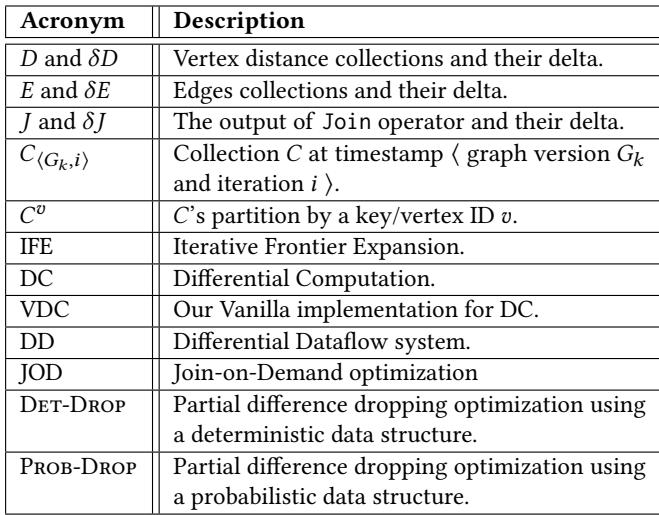 Acronym Description
D and δD Vertex distance collections and their delta.
E and δE Edges collections and their delta.
J and δJ The output of Join operator and their delta.
C⟨Gₖ,i⟩ Collection C at timestamp ⟨ graph version Gₖ
and iteration i ⟩.
Cᵛ C's partition by a key/vertex ID v.
IFE Iterative Frontier Expansion.
DC Differential Computation.
VDC Our Vanilla implementation for DC.
DD Differential Dataflow system.
JOD Join-on-Demand optimization
Det-Drop Partial difference dropping optimization using
a deterministic data structure.
Prob-Drop Partial difference dropping optimization using
a probabilistic data structure.